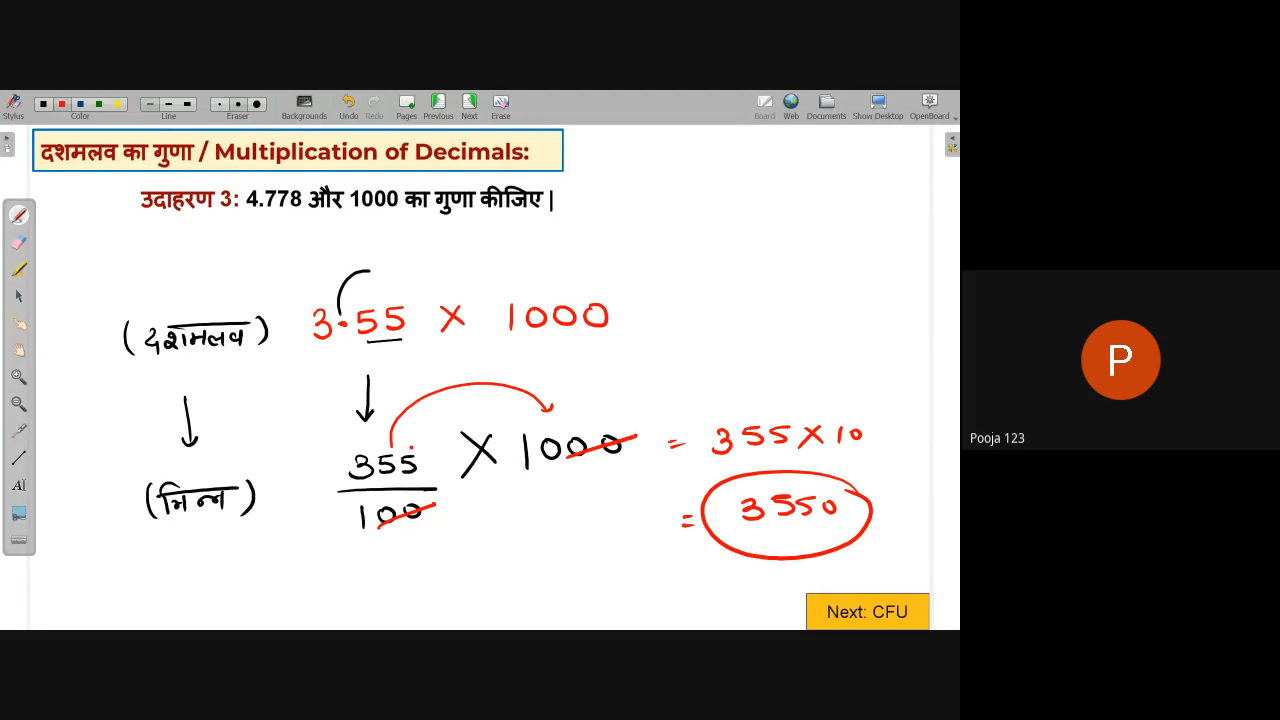 Stylus
Color
Line
Eraser
Backgrounds
Undo
Redo
Pages
Previous
Next
Erase
Board
Web
Documents
Show Desktop
OpenBoard
दशमलव का गुणा / Multiplication of Decimals:
उदाहरण 3: 4.778 और 1000 का गुणा कीजिए |
(दशमलव) 3.55 X 1000
355/100 X 1000 = 355 X 10
(भिन्न)
= 3550
Next: CFU
P
Pooja 123